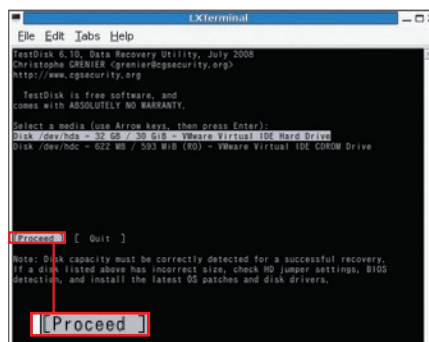 LXTerminal
File Edit Tabs Help
TestDisk 6.10, Data Recovery Utility, July 2008
Christophe GRENIER <grenier@cgsecurity.org>
http://www.cgsecurity.org
TestDisk is free software, and
comes with ABSOLUTELY NO WARRANTY.
Select a media (use Arrow keys, then press Enter):
Disk /dev/hda - 32 GB / 30 GiB - VMware Virtual IDE Hard Drive
Disk /dev/hdc - 622 MB / 593 MiB (RO) - VMware Virtual IDE CDROM Drive
[Proceed ] [ Quit ]
Note: Disk capacity must be correctly detected for a successful recovery.
If a disk listed above has incorrect size, check HD jumper settings, BIOS
detection, and install the latest OS patches and disk drivers.
[Proceed ]